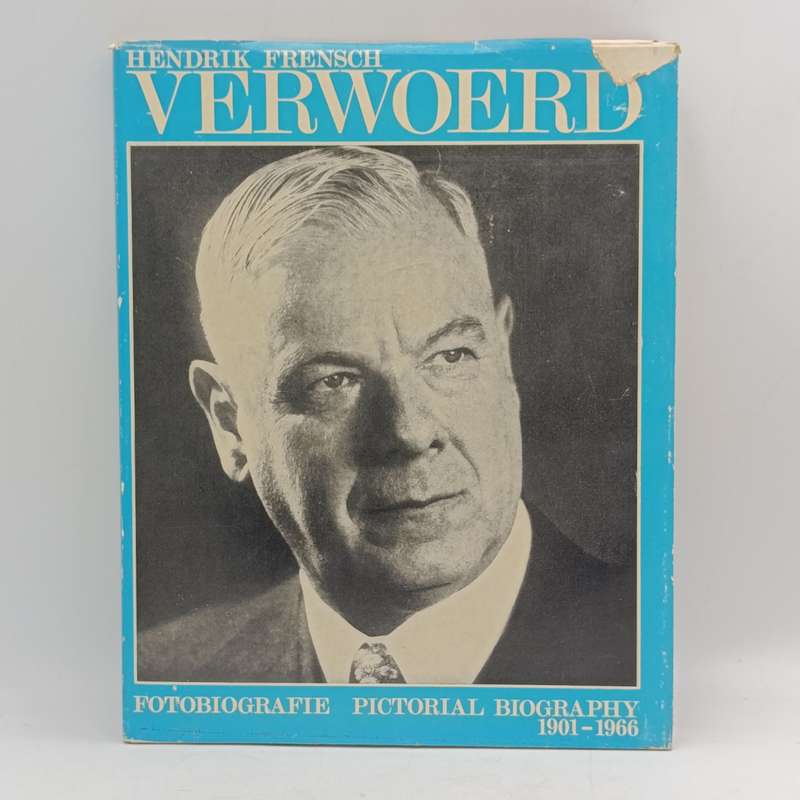 HENDRIK FRENSCH
VERWOERD
FOTOBIOGRAFIE PICTORIAL BIOGRAPHY
1901-1966